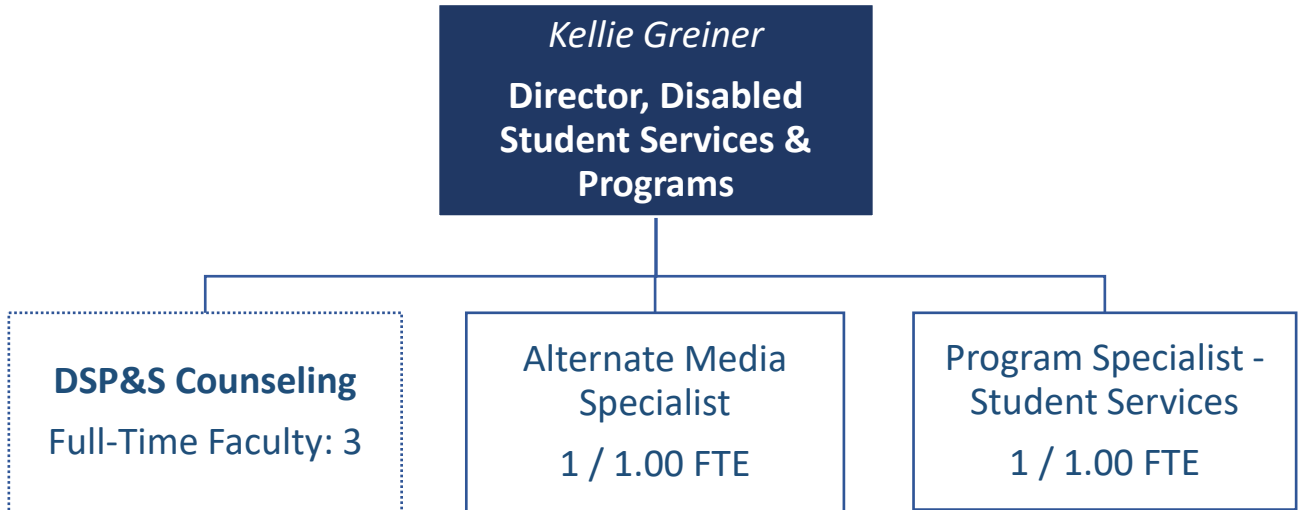 Kellie Greiner
Director, Disabled
Student Services &
Programs
DSP&S Counseling
Full-Time Faculty: 3
Alternate Media
Specialist
1 / 1.00 FTE
Program Specialist -
Student Services
1 / 1.00 FTE